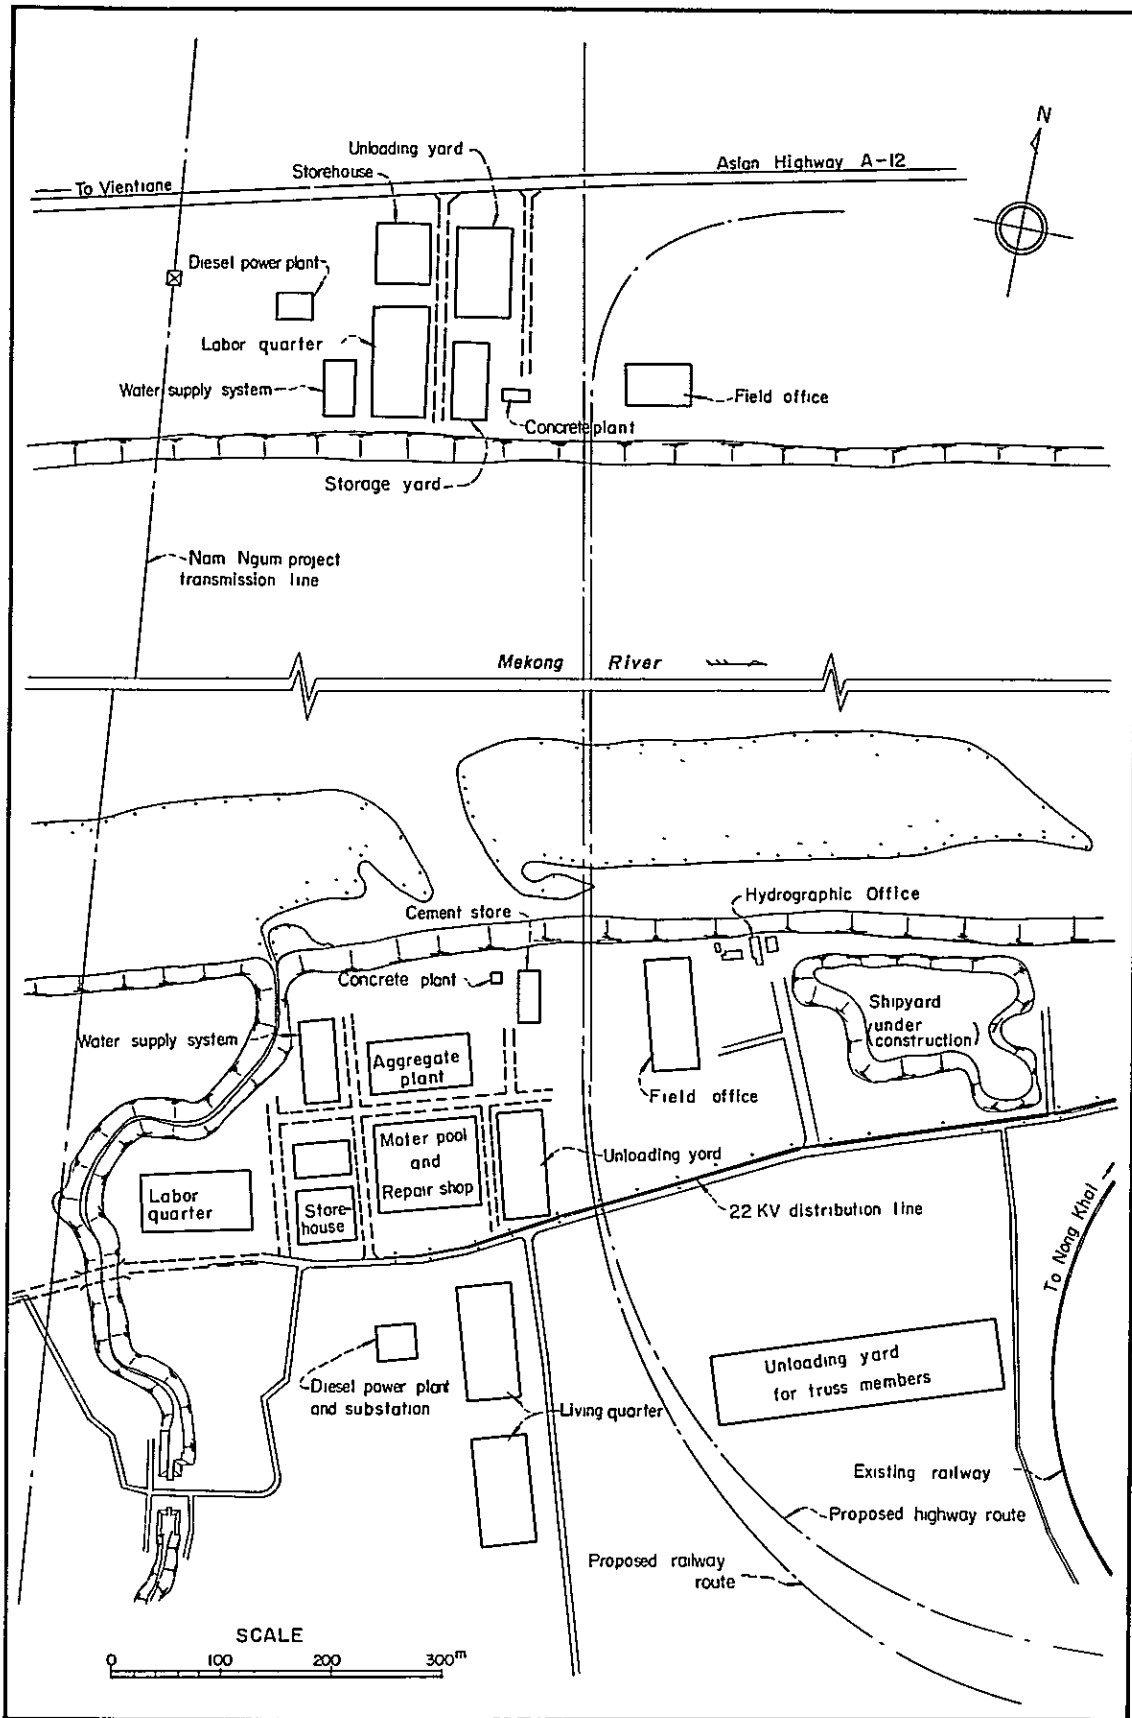 N
Unloading yard
Storehouse
Asian Highway A-12
To Vientiane
Diesel power plant
Labor quarter
Water supply system
Field office
Concrete plant
Storage yard
Nam Ngum project
transmission line
Mekong River
Hydrographic Office
Cement store
Concrete plant
Shipyard
(under
construction)
Water supply system
Aggregate
plant
Field office
Moter pool
and
Repair shop
Unloading yord
Labor
quarter
Store-
house
22 KV distribution line
To Nong Khai
Unloading yard
for truss members
Diesel power plant
and substation
Living quarter
Existing railway
Proposed highway route
Proposed railway
route
SCALE
0 100 200 300m